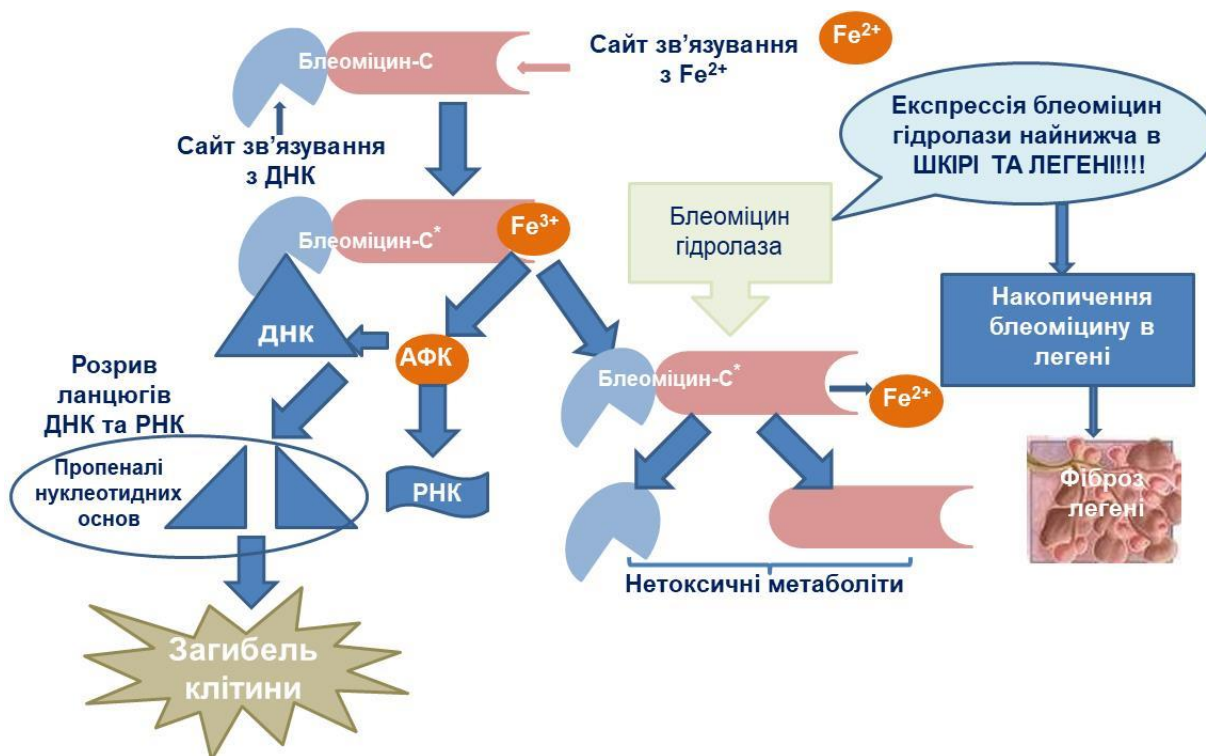 Блеоміцин-С
Сайт зв’язування
з Fe2+
Fe2+
Сайт зв’язування
з ДНК
Експрессія блеоміцин
гідролази найнижча в
ШКІРІ ТА ЛЕГЕНІ!!!!
Блеоміцин-С*
Fe3+
Блеоміцин
гідролаза
Накопичення
блеоміцину в
легені
ДНК
АФК
Розрив
ланцюгів
ДНК та РНК
Блеоміцин-С*
Fe2+
Пропеналі
нуклеотидних
основ
РНК
Фіброз
легені
Нетоксичні метаболіти
Загибель
клітини